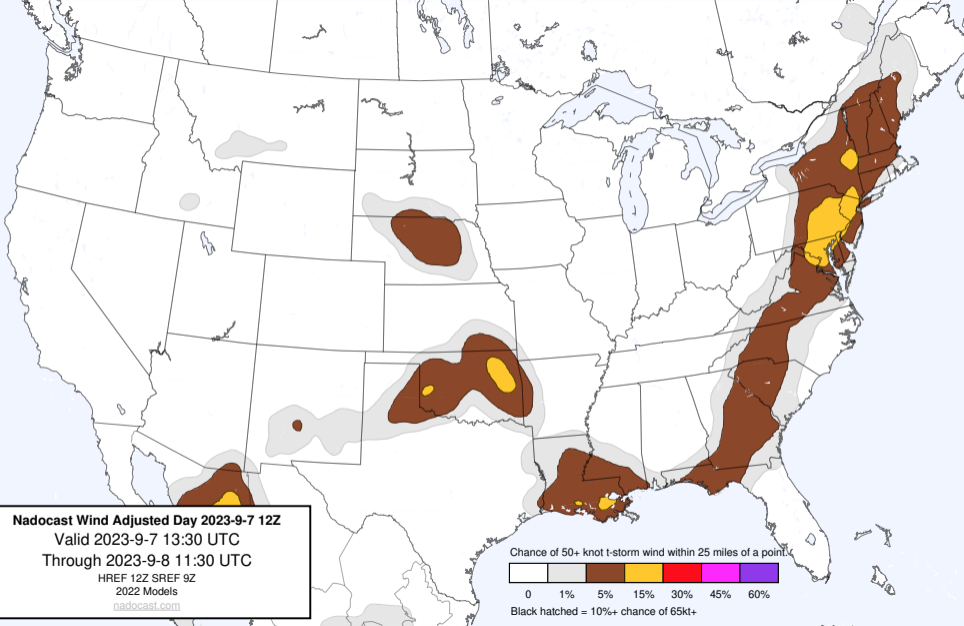 Nadocast Wind Adjusted Day 2023-9-7 12Z
Valid 2023-9-7 13:30 UTC
Through 2023-9-8 11:30 UTC
HREF 12Z SREF 9Z
2022 Models
nadocast.com
Chance of 50+ knot t-storm wind within 25 miles of a point.
0 1% 5% 15% 30% 45% 60%
Black hatched = 10%+ chance of 65kt+